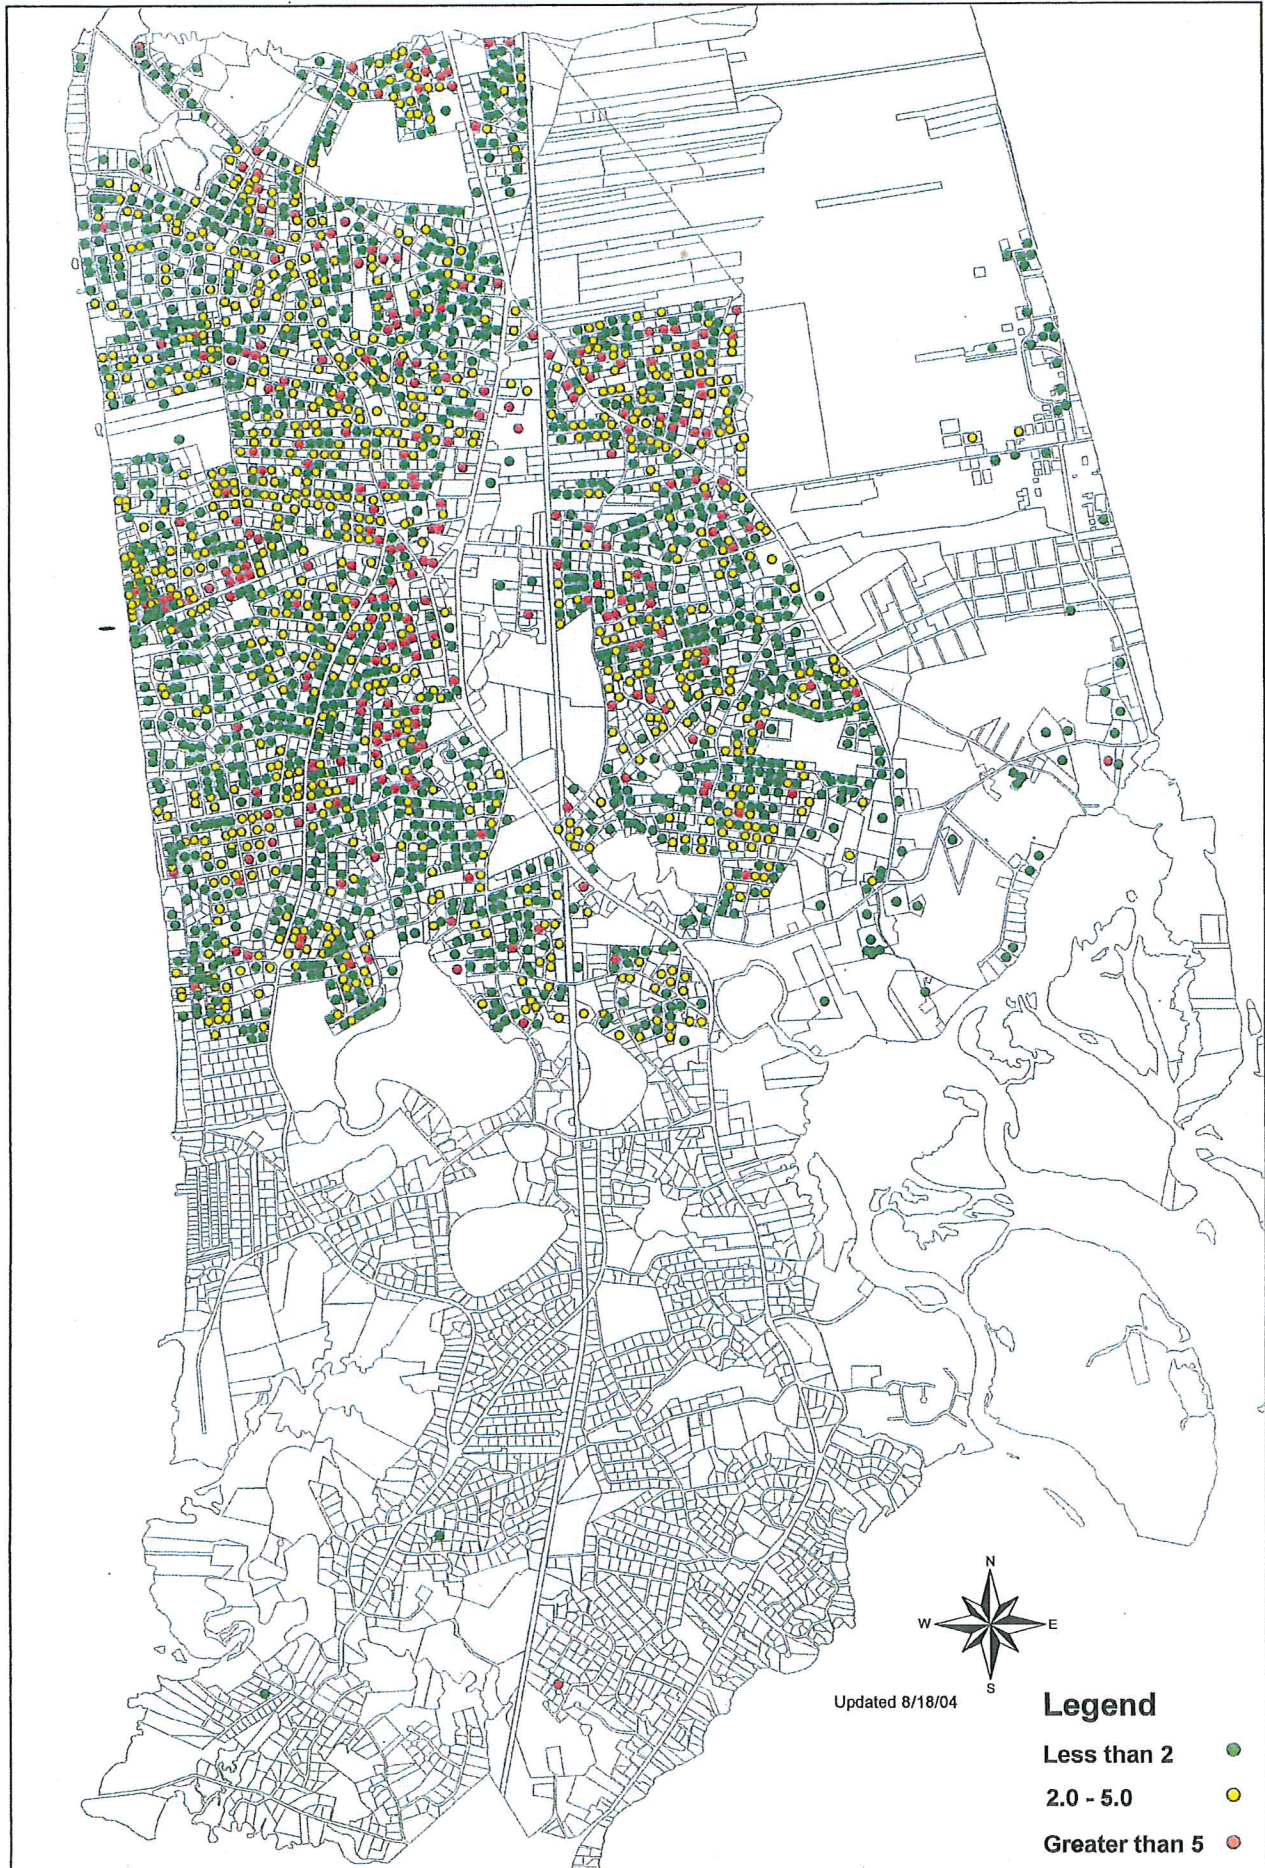 N
W E
S
Updated 8/18/04
Legend
Less than 2
2.0 - 5.0
Greater than 5